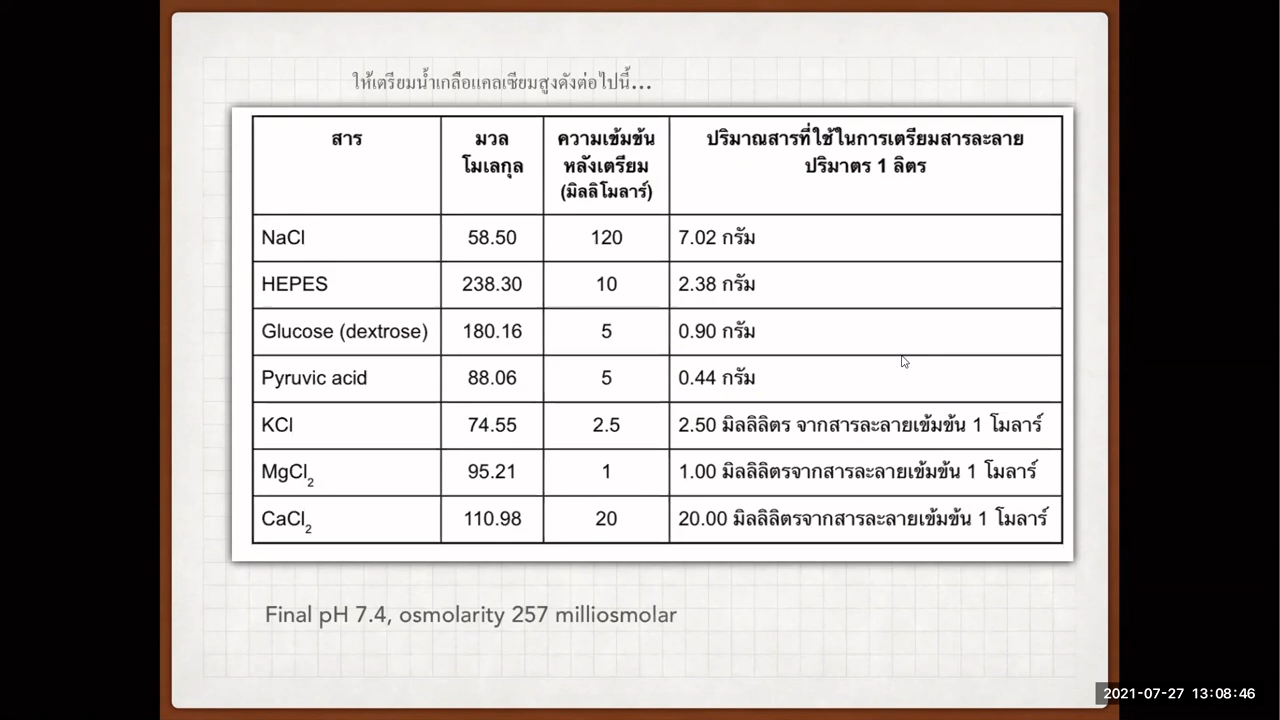 ให้เตรียมน้ำเกลือแคลเซียมสูงดังต่อไปนี้...
สาร มวล ความเข้มข้น ปริมาณสารที่ใช้ในการเตรียมสารละลาย
โมเลกุล หลังเตรียม ปริมาตร 1 ลิตร
(มิลลิโมลาร์)
NaCl 58.50 120 7.02 กรัม
HEPES 238.30 10 2.38 กรัม
Glucose (dextrose) 180.16 5 0.90 กรัม
Pyruvic acid 88.06 5 0.44 กรัม
KCl 74.55 2.5 2.50 มิลลิลิตร จากสารละลายเข้มข้น 1 โมลาร์
MgCl2 95.21 1 1.00 มิลลิลิตรจากสารละลายเข้มข้น 1 โมลาร์
CaCl2 110.98 20 20.00 มิลลิลิตรจากสารละลายเข้มข้น 1 โมลาร์
Final pH 7.4, osmolarity 257 milliosmolar
2021-07-27 13:08:46